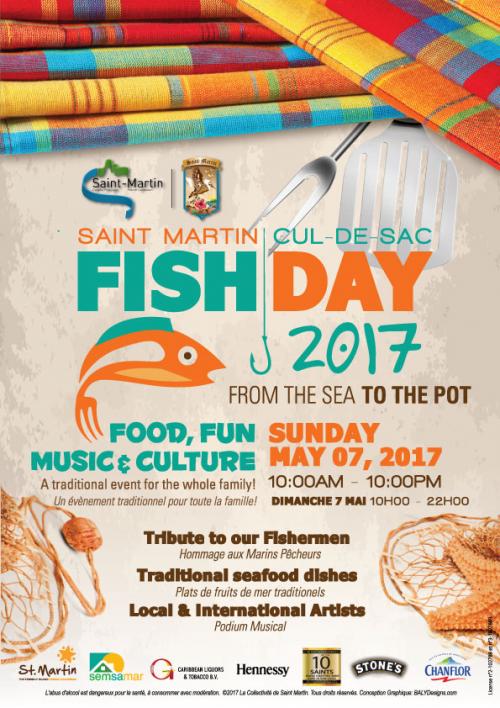 Saint-Martin
Saint Martin
SAINT MARTIN CUL-DE-SAC
FISH DAY
2017
FROM THE SEA TO THE POT
FOOD, FUN
MUSIC & CULTURE
A traditional event for the whole family!
Un évènement traditionnel pour toute la famille!
SUNDAY
MAY 07, 2017
10:00AM - 10:00PM
DIMANCHE 7 MAI 10H00 - 22H00
Tribute to our Fishermen
Hommage aux Marins Pêcheurs
Traditional seafood dishes
Plats de fruits de mer traditionels
Local & International Artists
Podium Musical
St. Martin
semsamar
CARIBBEAN LIQUORS
& TOBACCO B.V.
Hennessy
10
SAINTS
STONE'S
CHANFLOR
L'abus d'alcool est dangereux pour la santé, à consommer avec modération. ©2017 La Collectivité de Saint Martin. Tous droits réservés. Conception Graphique: BALYDesigns.com